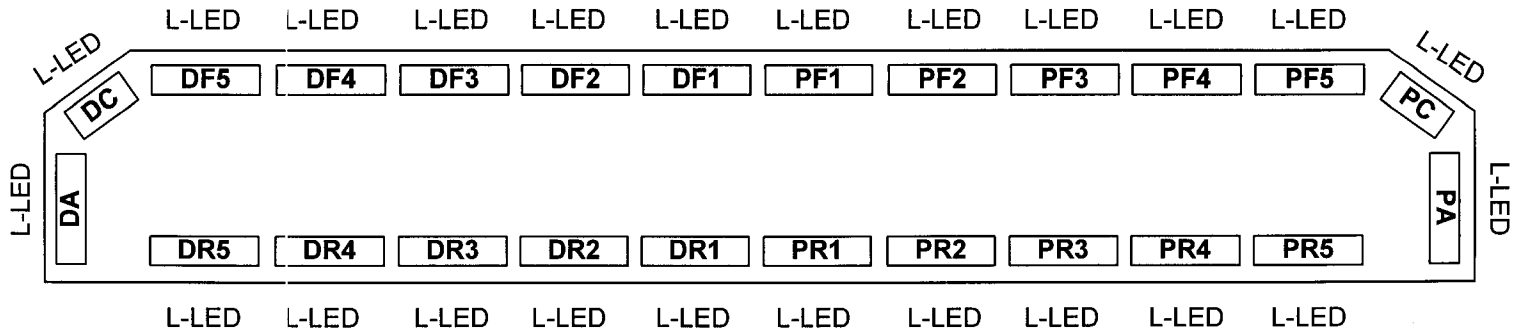 L-LED L-LED L-LED L-LED L-LED L-LED L-LED L-LED L-LED L-LED
L-LED L-LED
DF5 DF4 DF3 DF2 DF1 PF1 PF2 PF3 PF4 PF5
DC PC
L-LED DA PA L-LED
DR5 DR4 DR3 DR2 DR1 PR1 PR2 PR3 PR4 PR5
L-LED L-LED L-LED L-LED L-LED L-LED L-LED L-LED L-LED L-LED